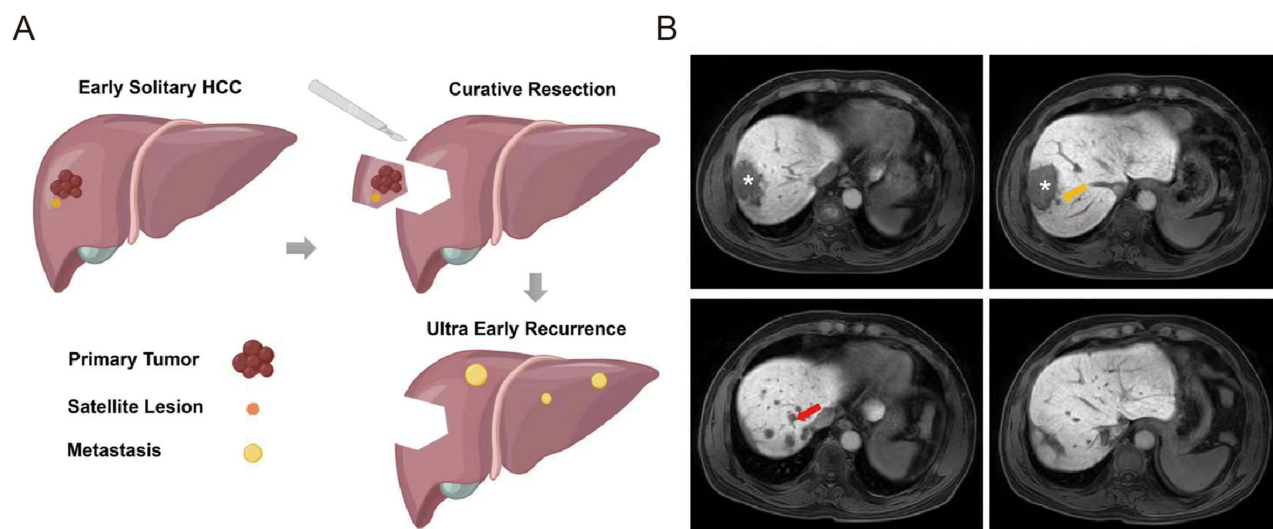 A
B
Early Solitary HCC
Curative Resection
Ultra Early Recurrence
Primary Tumor
Satellite Lesion
Metastasis
*
*